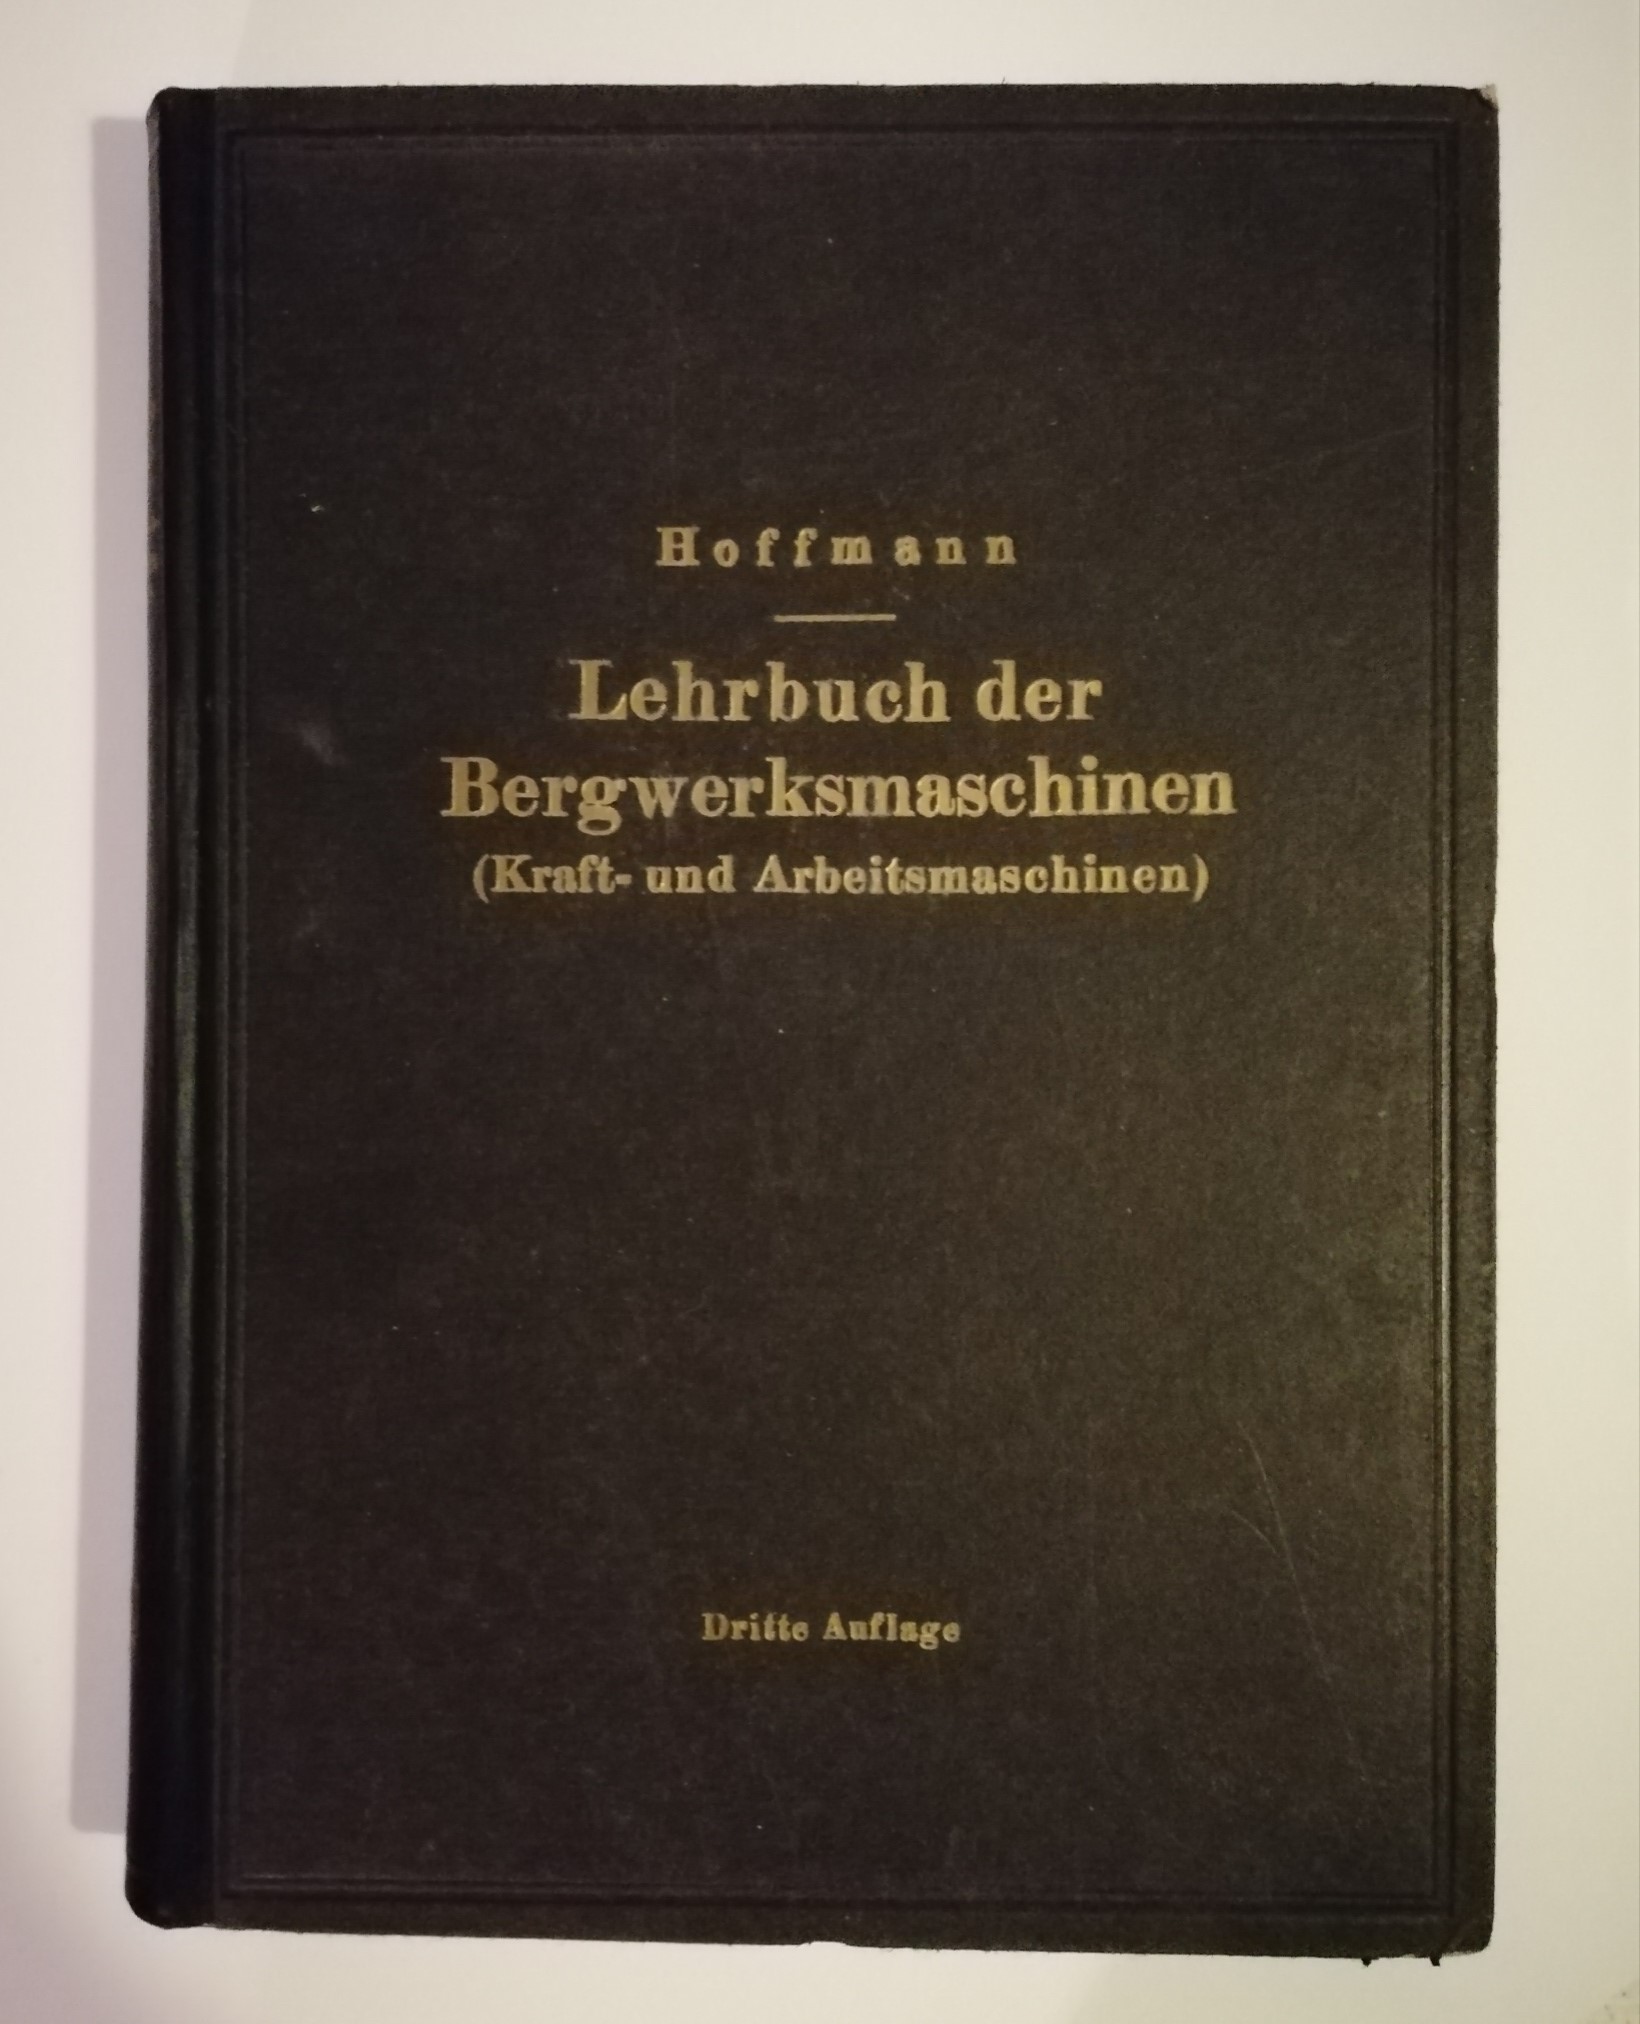 Hoffmann
Lehrbuch der
Bergwerksmaschinen
(Kraft- und Arbeitsmaschinen)
Dritte Auflage